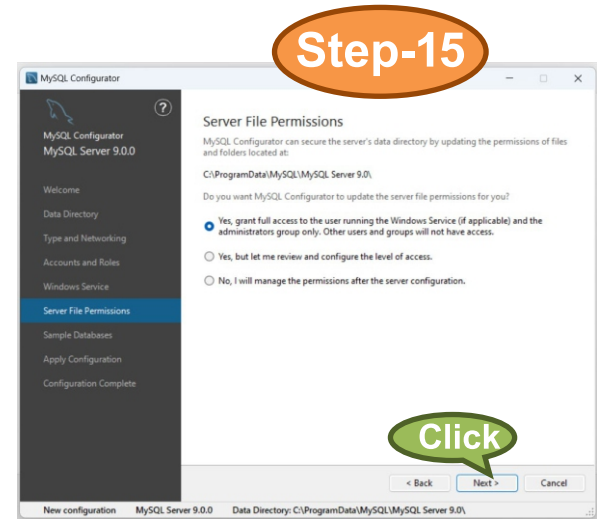 Step-15
MySQL Configurator
MySQL Configurator
MySQL Server 9.0.0
Welcome
Data Directory
Type and Networking
Accounts and Roles
Windows Service
Server File Permissions
Sample Databases
Apply Configuration
Configuration Complete
?
Server File Permissions
MySQL Configurator can secure the server's data directory by updating the permissions of files
and folders located at:
C:\ProgramData\MySQL\MySQL Server 9.0\
Do you want MySQL Configurator to update the server file permissions for you?
Yes, grant full access to the user running the Windows Service (if applicable) and the
administrators group only. Other users and groups will not have access.
Yes, but let me review and configure the level of access.
No, I will manage the permissions after the server configuration.
Click
< Back Next > Cancel
New configuration MySQL Server 9.0.0 Data Directory: C:\ProgramData\MySQL\MySQL Server 9.0\